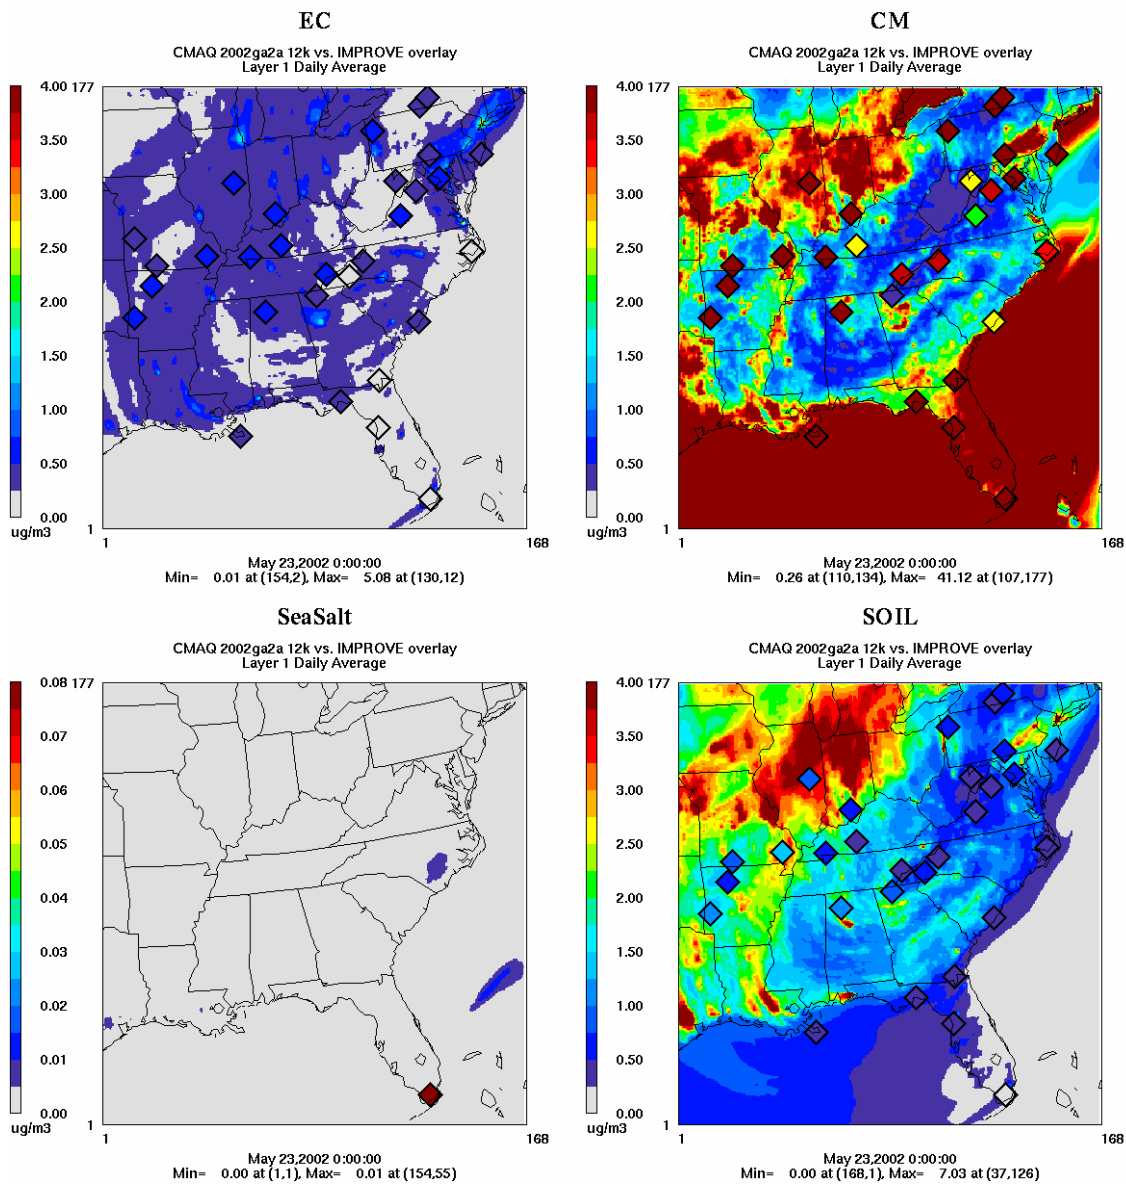 EC
CMAQ 2002ga2a 12k vs. IMPROVE overlay
Layer 1 Daily Average
4.00
3.50
3.00
2.50
2.00
1.50
1.00
0.50
0.00
ug/m3
177
1
1
168
May 23,2002 0:00:00
Min= 0.01 at (154,2), Max= 5.08 at (130,12)
CM
CMAQ 2002ga2a 12k vs. IMPROVE overlay
Layer 1 Daily Average
4.00
3.50
3.00
2.50
2.00
1.50
1.00
0.50
0.00
ug/m3
177
1
1
168
May 23,2002 0:00:00
Min= 0.26 at (110,134), Max= 41.12 at (107,177)
SeaSalt
CMAQ 2002ga2a 12k vs. IMPROVE overlay
Layer 1 Daily Average
0.08
0.07
0.06
0.05
0.04
0.03
0.02
0.01
0.00
ug/m3
177
1
1
168
May 23,2002 0:00:00
Min= 0.00 at (1,1), Max= 0.01 at (154,55)
SOIL
CMAQ 2002ga2a 12k vs. IMPROVE overlay
Layer 1 Daily Average
4.00
3.50
3.00
2.50
2.00
1.50
1.00
0.50
0.00
ug/m3
177
1
1
168
May 23,2002 0:00:00
Min= 0.00 at (168,1), Max= 7.03 at (37,126)